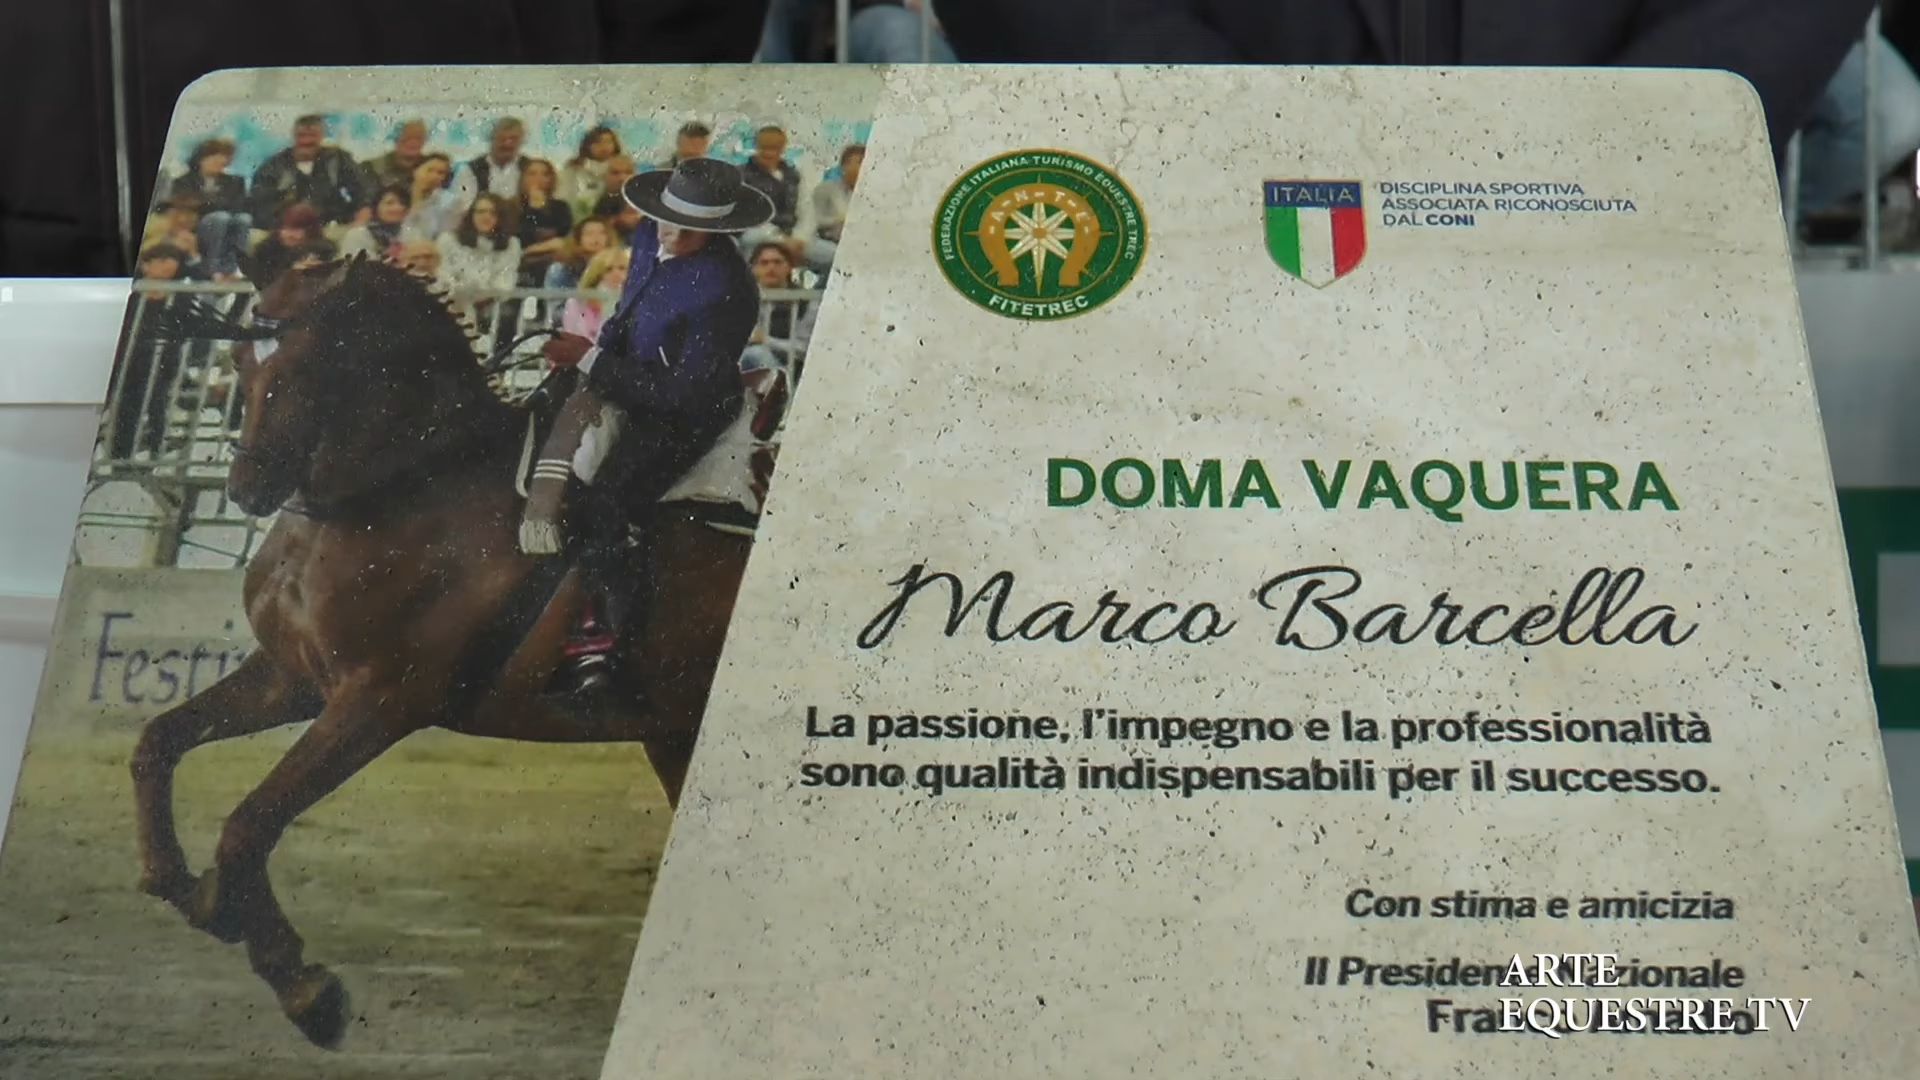 FEDERAZIONE ITALIANA TURISMO EQUESTRE TREC
A-N-T-E
FITETREC
ITALIA
DISCIPLINA SPORTIVA
ASSOCIATA RICONOSCIUTA
DAL CONI
DOMA VAQUERA
Marco Barcella
La passione, l'impegno e la professionalità
sono qualità indispensabili per il successo.
Con stima e amicizia
Il Presidente Nazionale
ARTE
EQUESTRE TV